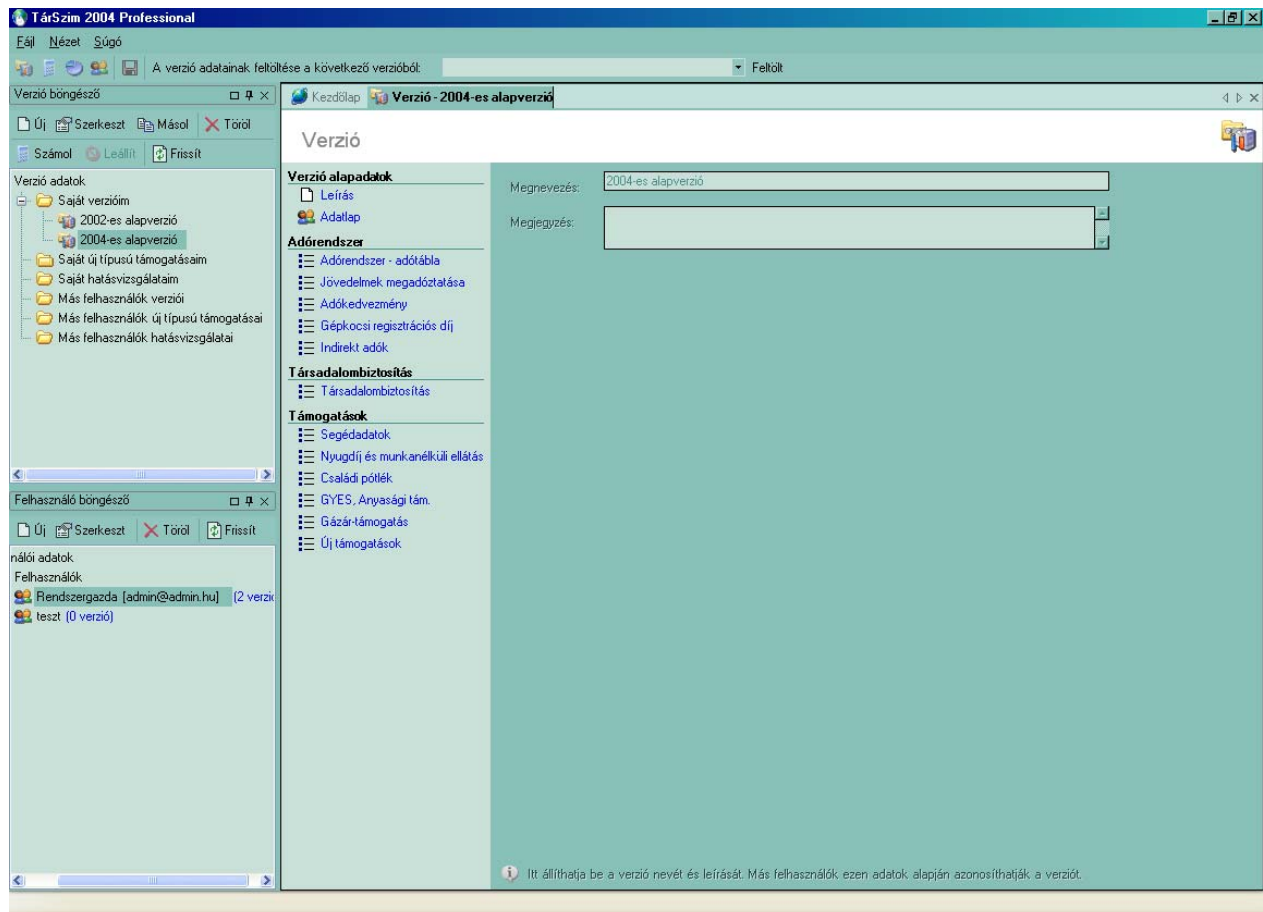 TárSzim 2004 Professional
Fájl Nézet Súgó
A verzió adatainak feltöltése a következő verzióból: Feltölt
Verzió böngésző
Új Szerkeszt Másol Töröl
Számol Leállít Frissít
Verzió adatok
Saját verzióim
2002-es alapverzió
2004-es alapverzió
Saját új típusú támogatásaim
Saját hatásvizsgálataim
Más felhasználók verziói
Más felhasználók új típusú támogatásai
Más felhasználók hatásvizsgálatai
Felhasználó böngésző
Új Szerkeszt Töröl Frissít
nálói adatok
Felhasználók
Rendszergazda [admin@admin.hu] (2 verzió
teszt (0 verzió)
Kezdőlap Verzió - 2004-es alapverzió
Verzió
Verzió alapadatok
Leírás
Adatlap
Adórendszer
Adórendszer - adótábla
Jövedelmek megadóztatása
Adókedvezmény
Gépkocsi regisztrációs díj
Indirekt adók
Társadalombiztosítás
Társadalombiztosítás
Támogatások
Segédadatok
Nyugdíj és munkanélküli ellátás
Családi pótlék
GYES, Anyasági tám.
Gázár-támogatás
Új támogatások
Megnevezés: 2004-es alapverzió
Megjegyzés:
Itt állíthatja be a verzió nevét és leírását. Más felhasználók ezen adatok alapján azonosíthatják a verziót.